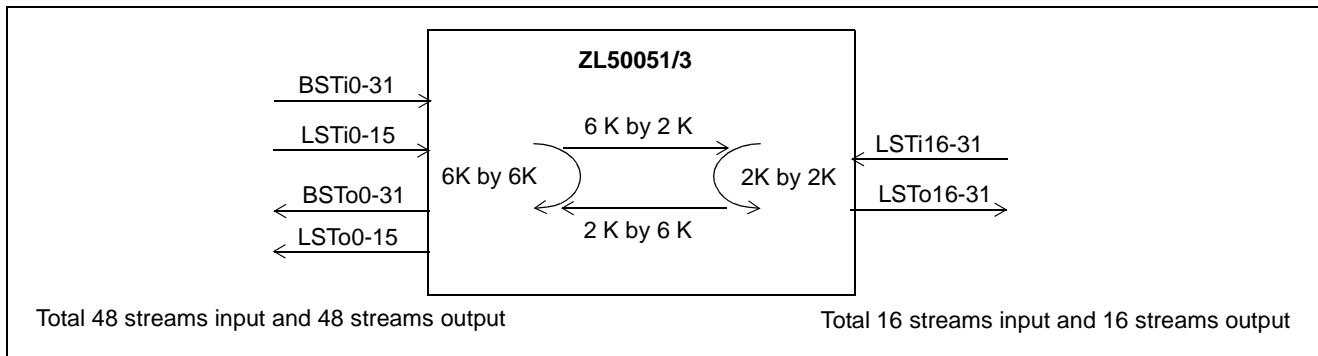 ZL50051/3
BSTi0-31
LSTi0-15
6 K by 2 K
LSTi16-31
6K by 6K
2K by 2K
BSTo0-31
LSTo16-31
2 K by 6 K
LSTo0-15
Total 48 streams input and 48 streams output
Total 16 streams input and 16 streams output